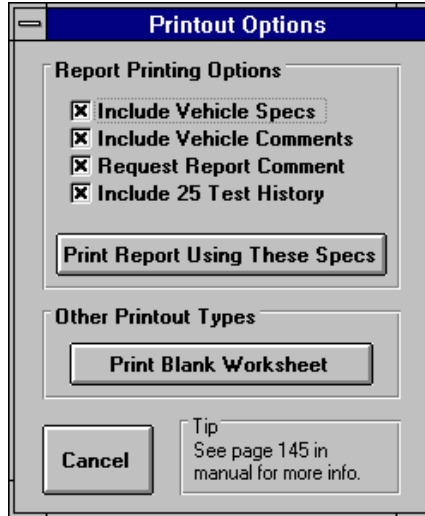 Printout Options
Report Printing Options
Include Vehicle Specs
Include Vehicle Comments
Request Report Comment
Include 25 Test History
Print Report Using These Specs
Other Printout Types
Print Blank Worksheet
Cancel
Tip
See page 145 in
manual for more info.